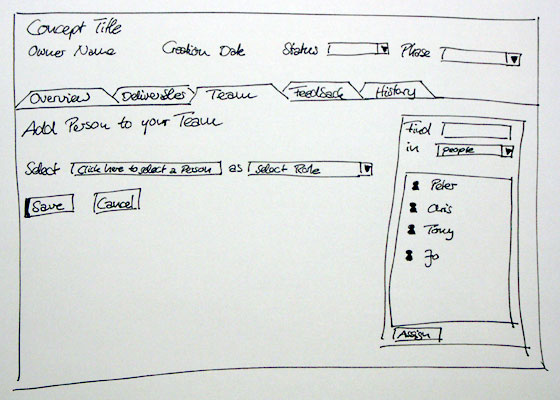 Concept Title
Owner Name Creation Date Status Phase
Overview Deliverables Team Feedback History
Add Person to your Team
Select Click here to select a Person as Select Role
Save Cancel
Find
in people
Peter
Chris
Tony
Jo
Assign